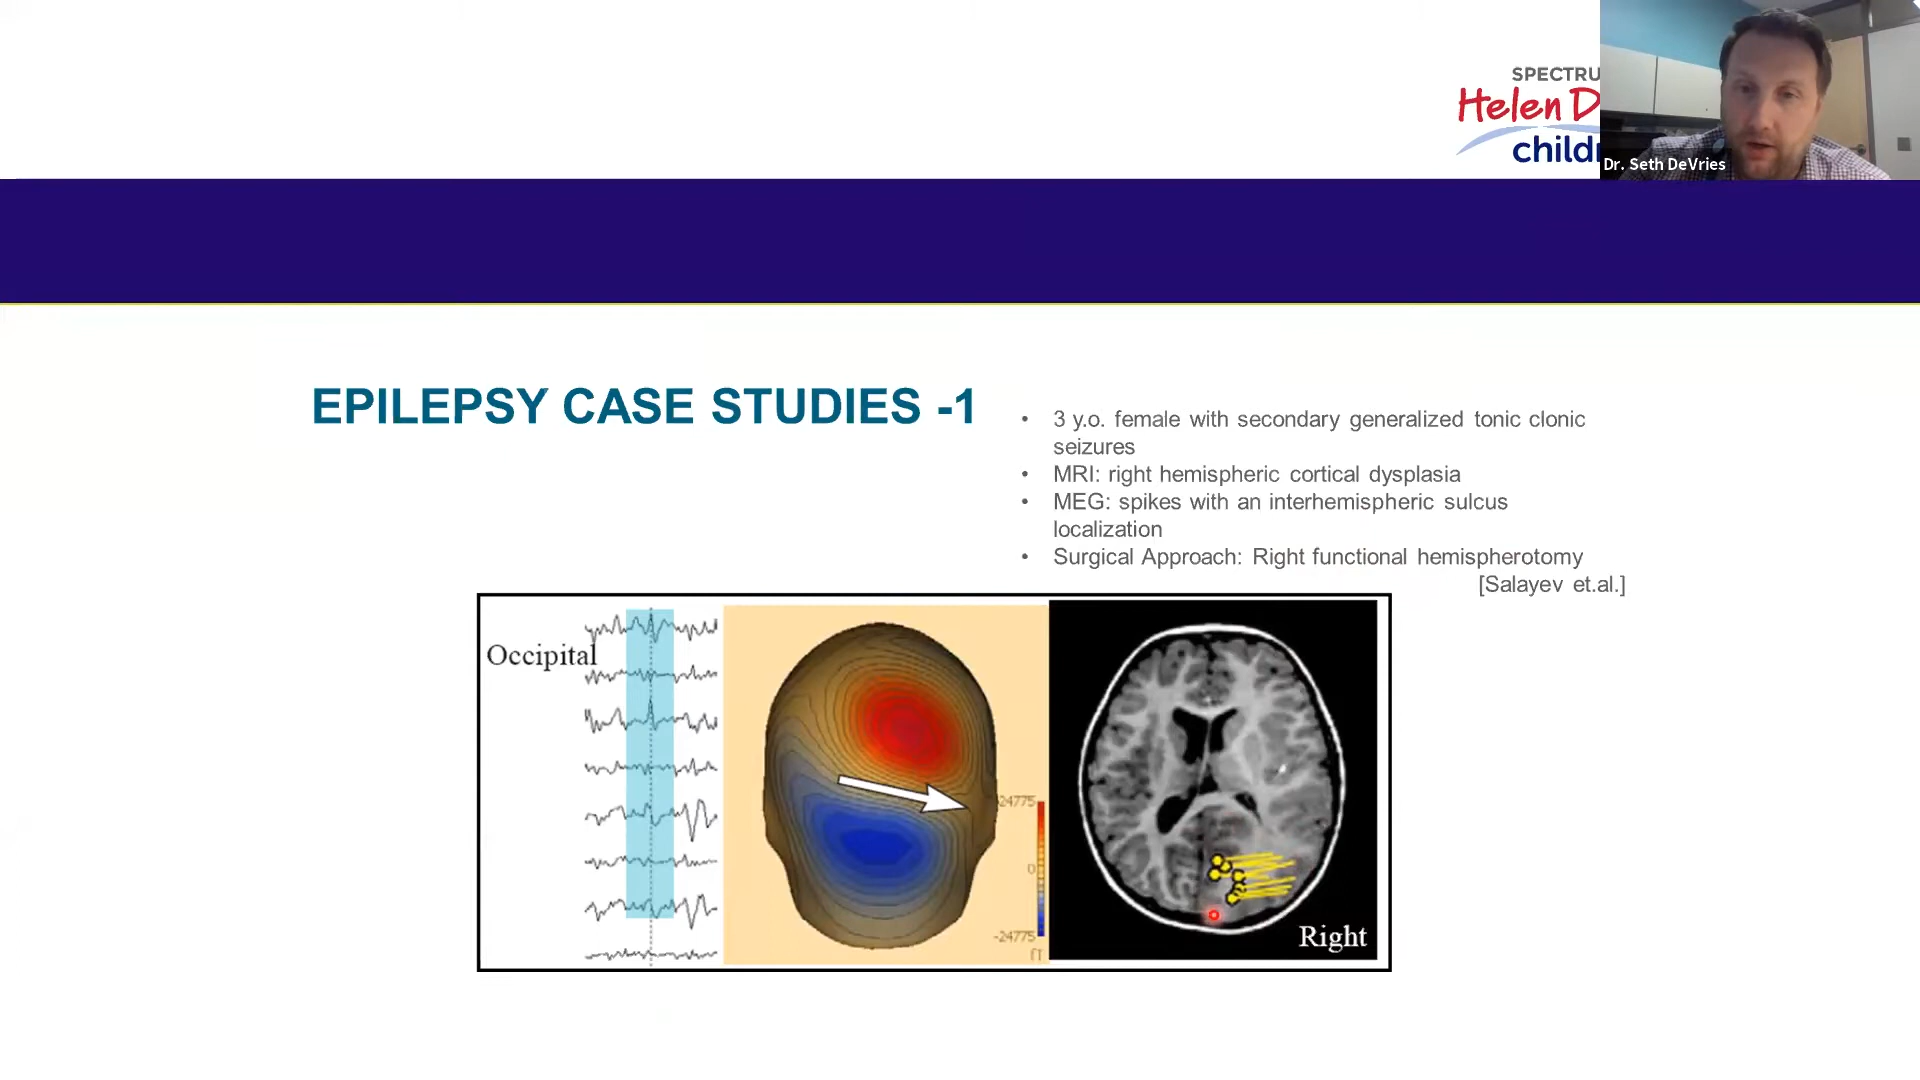 SPECTRU
Helen D
child
Dr. Seth DeVries
EPILEPSY CASE STUDIES -1
• 3 y.o. female with secondary generalized tonic clonic
seizures
• MRI: right hemispheric cortical dysplasia
• MEG: spikes with an interhemispheric sulcus
localization
• Surgical Approach: Right functional hemispherotomy
[Salayev et.al.]
Occipital
24775
0
-24775
fT
Right